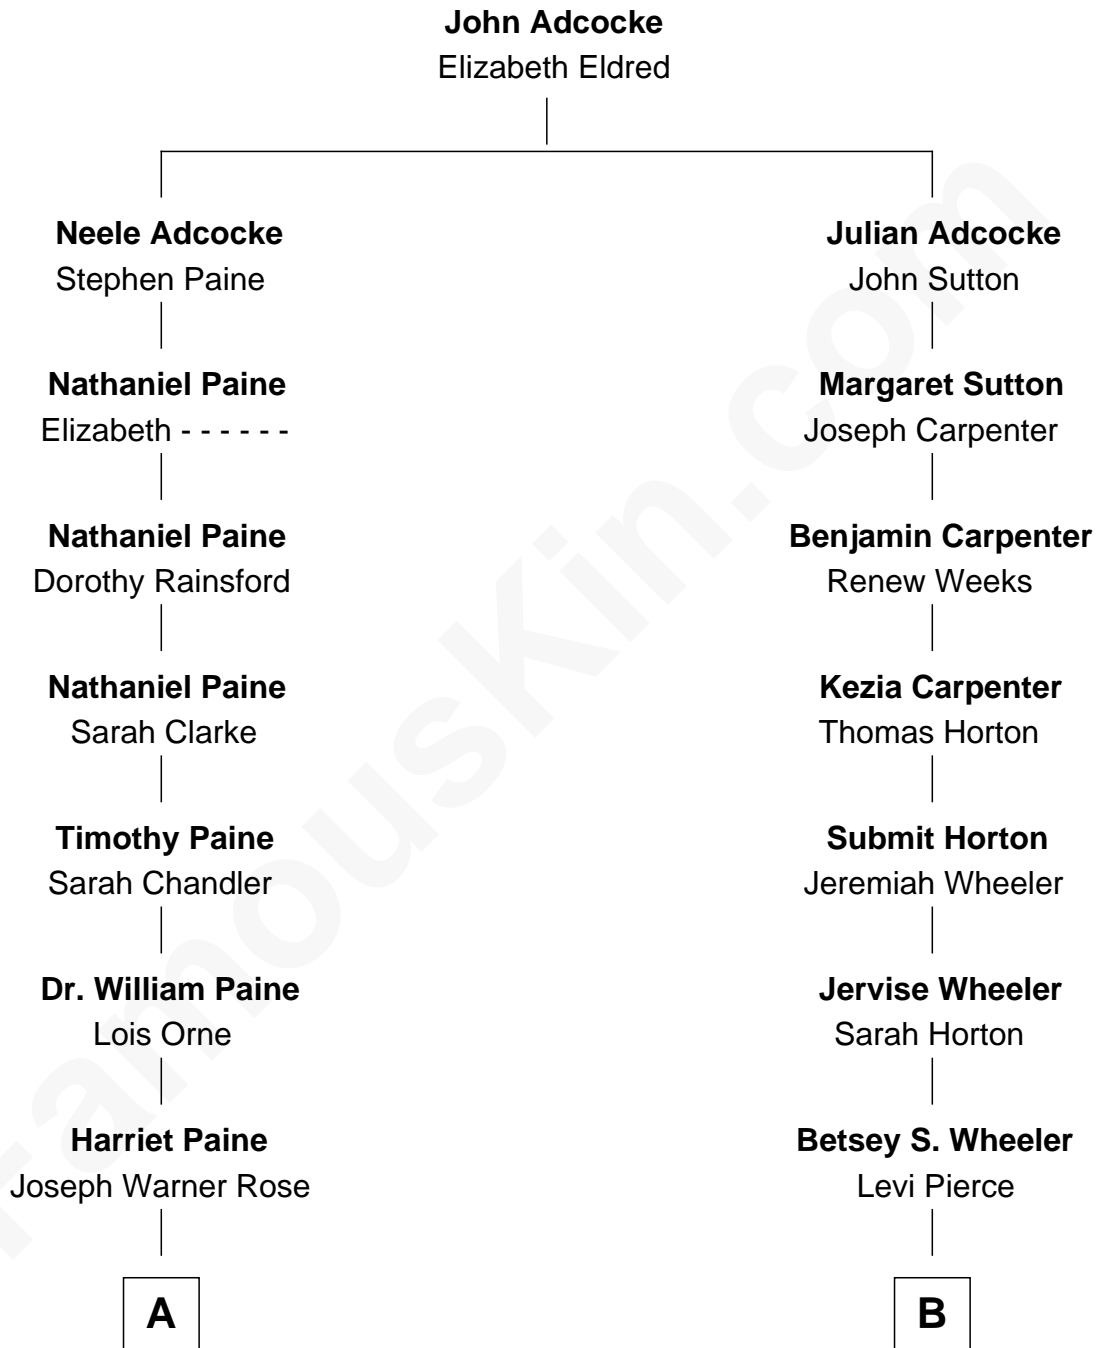 John Adcocke
Elizabeth Eldred
Neele Adcocke
Stephen Paine
Julian Adcocke
John Sutton
Nathaniel Paine
Elizabeth - - - - - -
Margaret Sutton
Joseph Carpenter
Nathaniel Paine
Dorothy Rainsford
Benjamin Carpenter
Renew Weeks
Nathaniel Paine
Sarah Clarke
Kezia Carpenter
Thomas Horton
Timothy Paine
Sarah Chandler
Submit Horton
Jeremiah Wheeler
Dr. William Paine
Lois Orne
Jervise Wheeler
Sarah Horton
Harriet Paine
Joseph Warner Rose
Betsey S. Wheeler
Levi Pierce
A
B
FamousKin.com